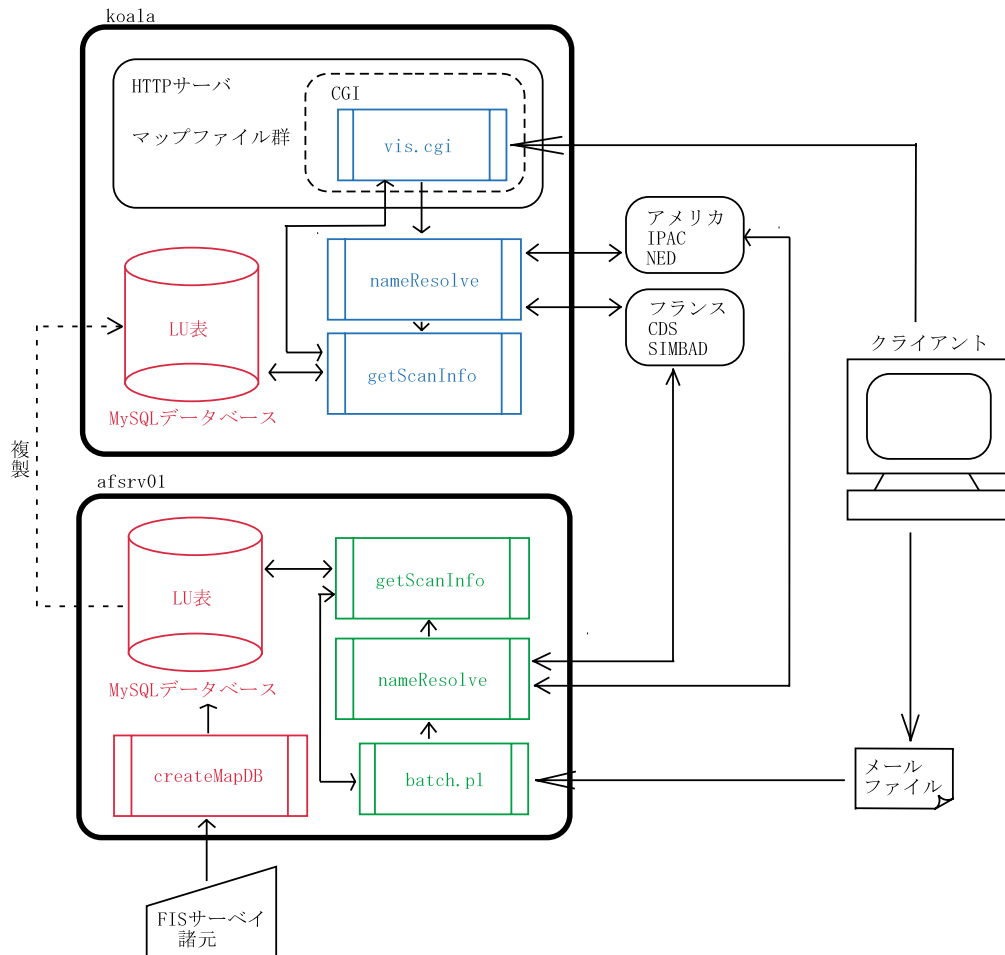 koala
HTTPサーバ
CGI
マップファイル群
vis.cgi
アメリカ
IPAC
NED
nameResolve
フランス
CDS
SIMBAD
LU表
getScanInfo
クライアント
MySQLデータベース
複製
afsrv01
getScanInfo
LU表
nameResolve
MySQLデータベース
createMapDB
batch.pl
メール
ファイル
FISサーベイ
諸元